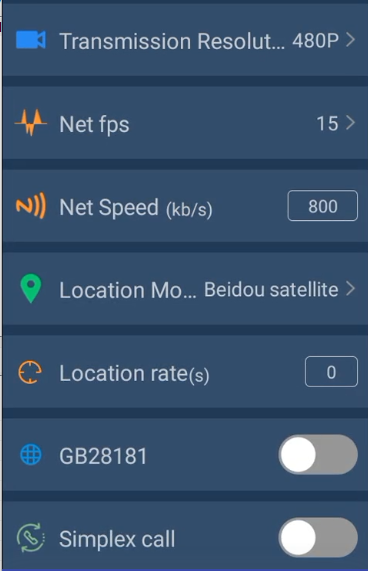 Transmission Resolut... 480P
Net fps 15
Net Speed (kb/s) 800
Location Mo... Beidou satellite
Location rate(s) 0
GB28181
Simplex call